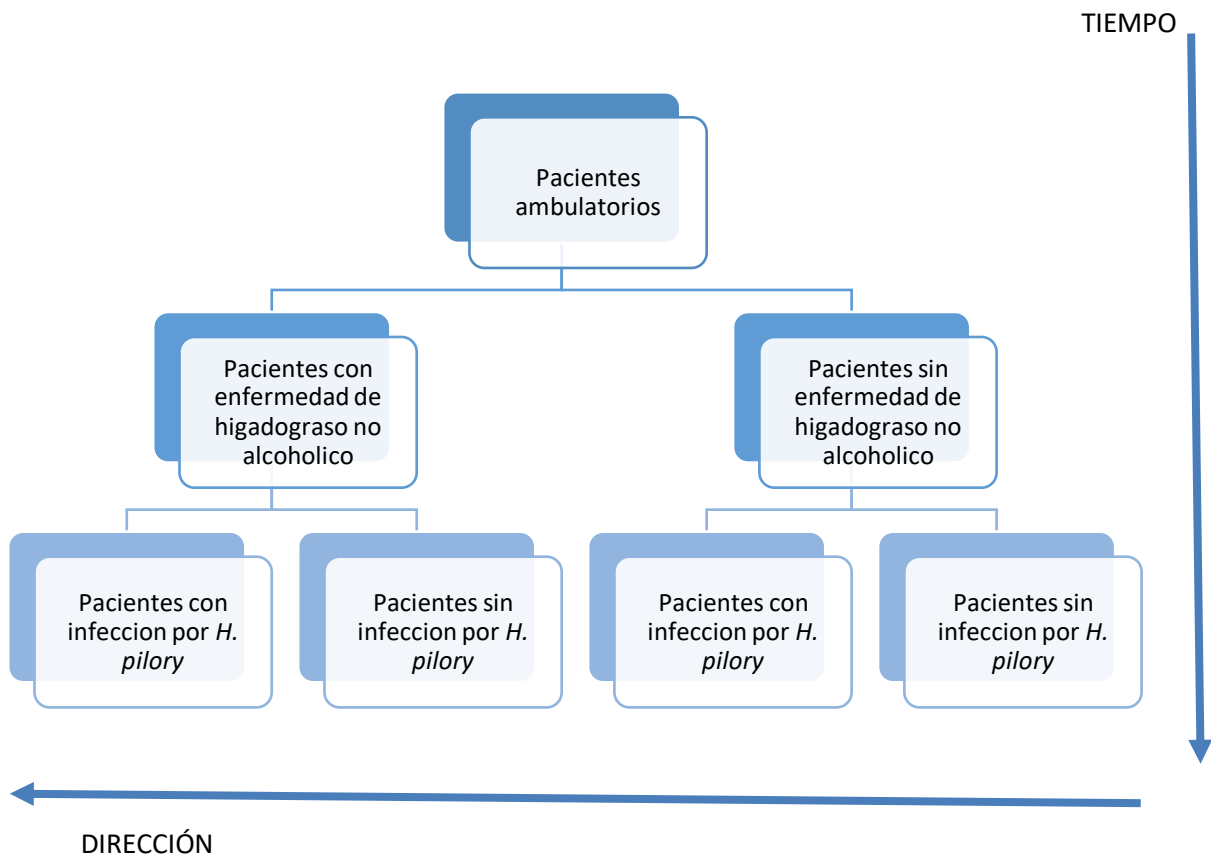 TIEMPO
Pacientes
ambulatorios
Pacientes con
enfermedad de
higadograso no
alcoholico
Pacientes sin
enfermedad de
higadograso no
alcoholico
Pacientes con
infeccion por H.
pilory
Pacientes sin
infeccion por H.
pilory
Pacientes con
infeccion por H.
pilory
Pacientes sin
infeccion por H.
pilory
DIRECCIÓN